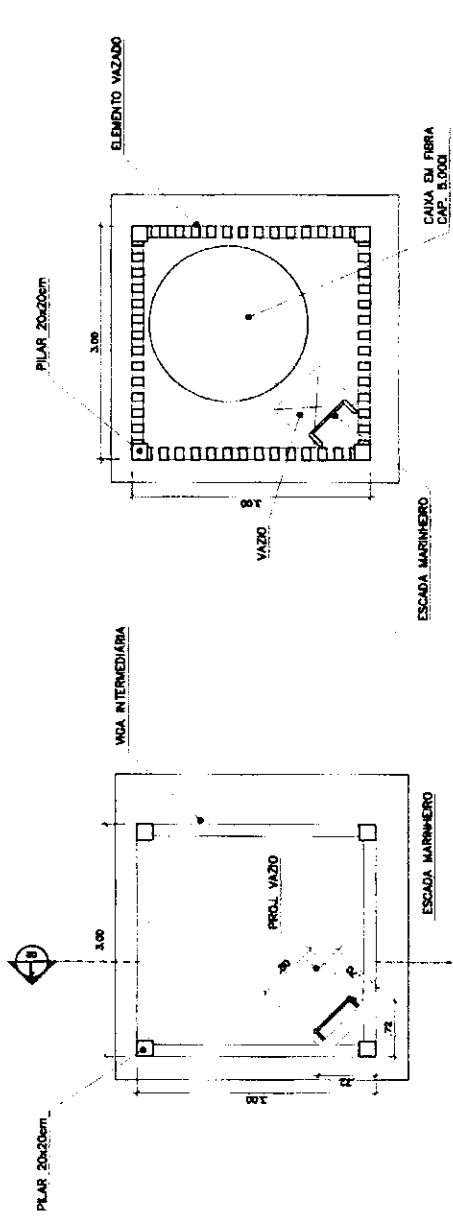 PILAR 20x20cm
3.00
ELEMENTO VAZADO
CAIXA EM FIBRA
CAP. 5.000l
VAZIO
ESCADA MARINHEIRO
3.00
PILAR 20x20cm
3.00
VIGA INTERMEDIÁRIA
PROJ. VAZIO
ESCADA MARINHEIRO
.72
3.00